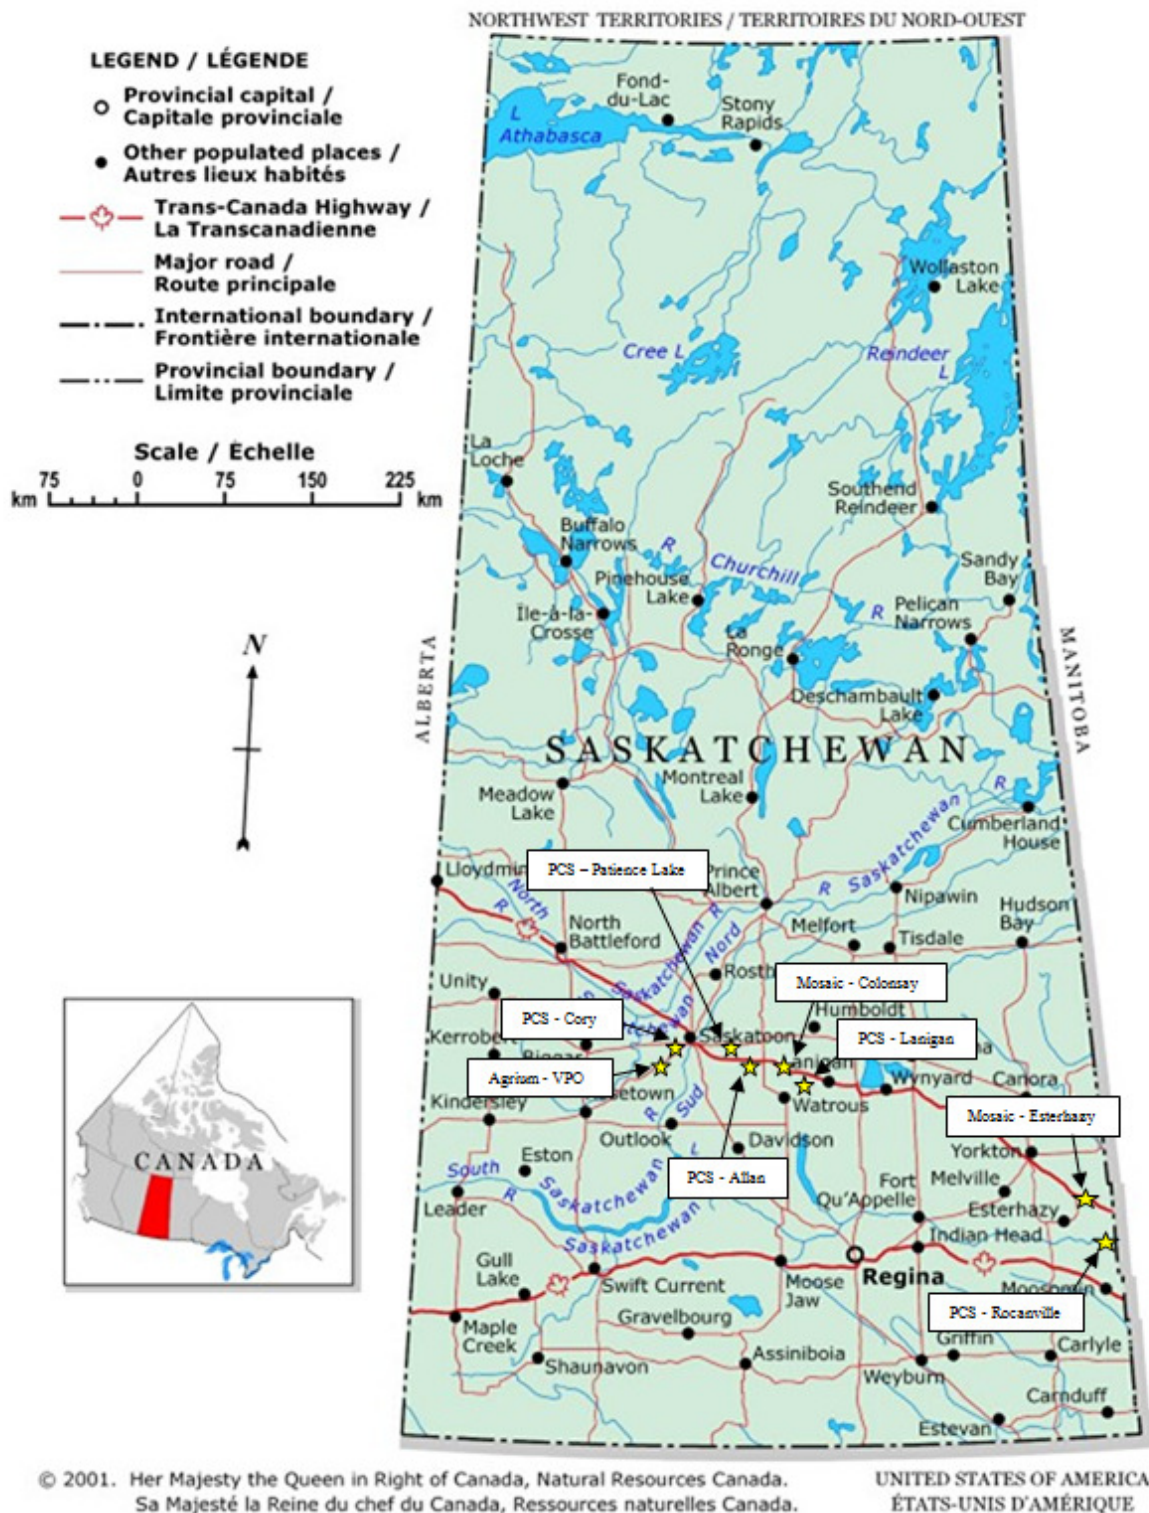 NORTHWEST TERRITORIES / TERRITOIRES DU NORD-OUEST
LEGEND / LÉGENDE
Provincial capital /
Capitale provinciale
Other populated places /
Autres lieux habités
Trans-Canada Highway /
La Transcanadienne
Major road /
Route principale
International boundary /
Frontière internationale
Provincial boundary /
Limite provinciale
Scale / Échelle
75 0 75 150 225
km km
N
Fond-
du-Lac
Stony
Rapids
L
Athabasca
Wollaston
Lake
Cree L
Reindeer
L
La
Loche
Southend
Reindeer
Buffalo
Narrows
R Churchill R
Pinehouse
Lake
Sandy
Bay
Île-à-la-
Crosse
Pelican
Narrows
La
Ronge
Deschambault
Lake
ALBERTA
MANITOBA
SASKATCHEWAN
Meadow
Lake
Montreal
Lake
Cumberland
House
R Saskatchewan R
PCS – Patience Lake
Prince
Albert
North
R
Saskatchewan R
Nord
Nipawin
North
Battleford
Melfort
Tisdale
Hudson
Bay
Unity
Mosaic - Colonsay
Humboldt
PCS - Cory
Kerrobert
Saskatoon
PCS - Lanigan
Agrium - VPO
Wynyard
Canora
Kindersley
Watrous
Mosaic - Esterhazy
Outlook
R Sud
Davidson
Yorkton
Eston
PCS - Allan
Melville
South
R
Saskatchewan
L
Saskatchewan
Leader
Fort
Qu'Appelle
Esterhazy
Indian Head
Gull
Lake
Swift Current
Moose
Jaw
Regina
PCS - Rocanville
Maple
Creek
Gravelbourg
Griffin
Carlyle
Shaunavon
Assiniboia
Weyburn
Carnduff
Estevan
CANADA
© 2001. Her Majesty the Queen in Right of Canada, Natural Resources Canada.
Sa Majesté la Reine du chef du Canada, Ressources naturelles Canada.
UNITED STATES OF AMERICA
ÉTATS-UNIS D'AMÉRIQUE